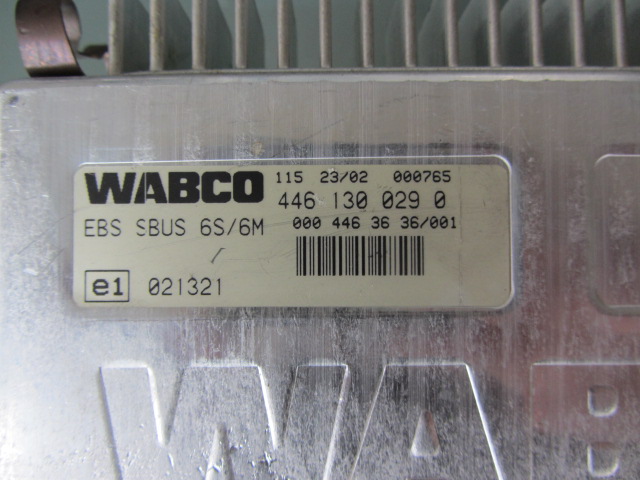 WABCO 115 23/02 000765
446 130 029 0
EBS SBUS 6S/6M 000 446 36 36/001
e1 021321
WA